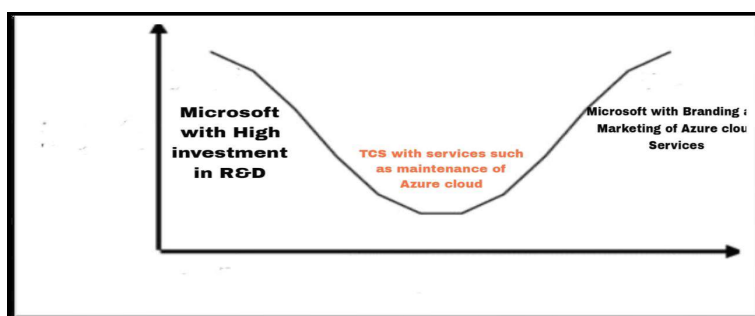 Microsoft
with High
investment
in R&D
TCS with services such
as maintenance of
Azure cloud
Microsoft with Branding a
Marketing of Azure clou
Services